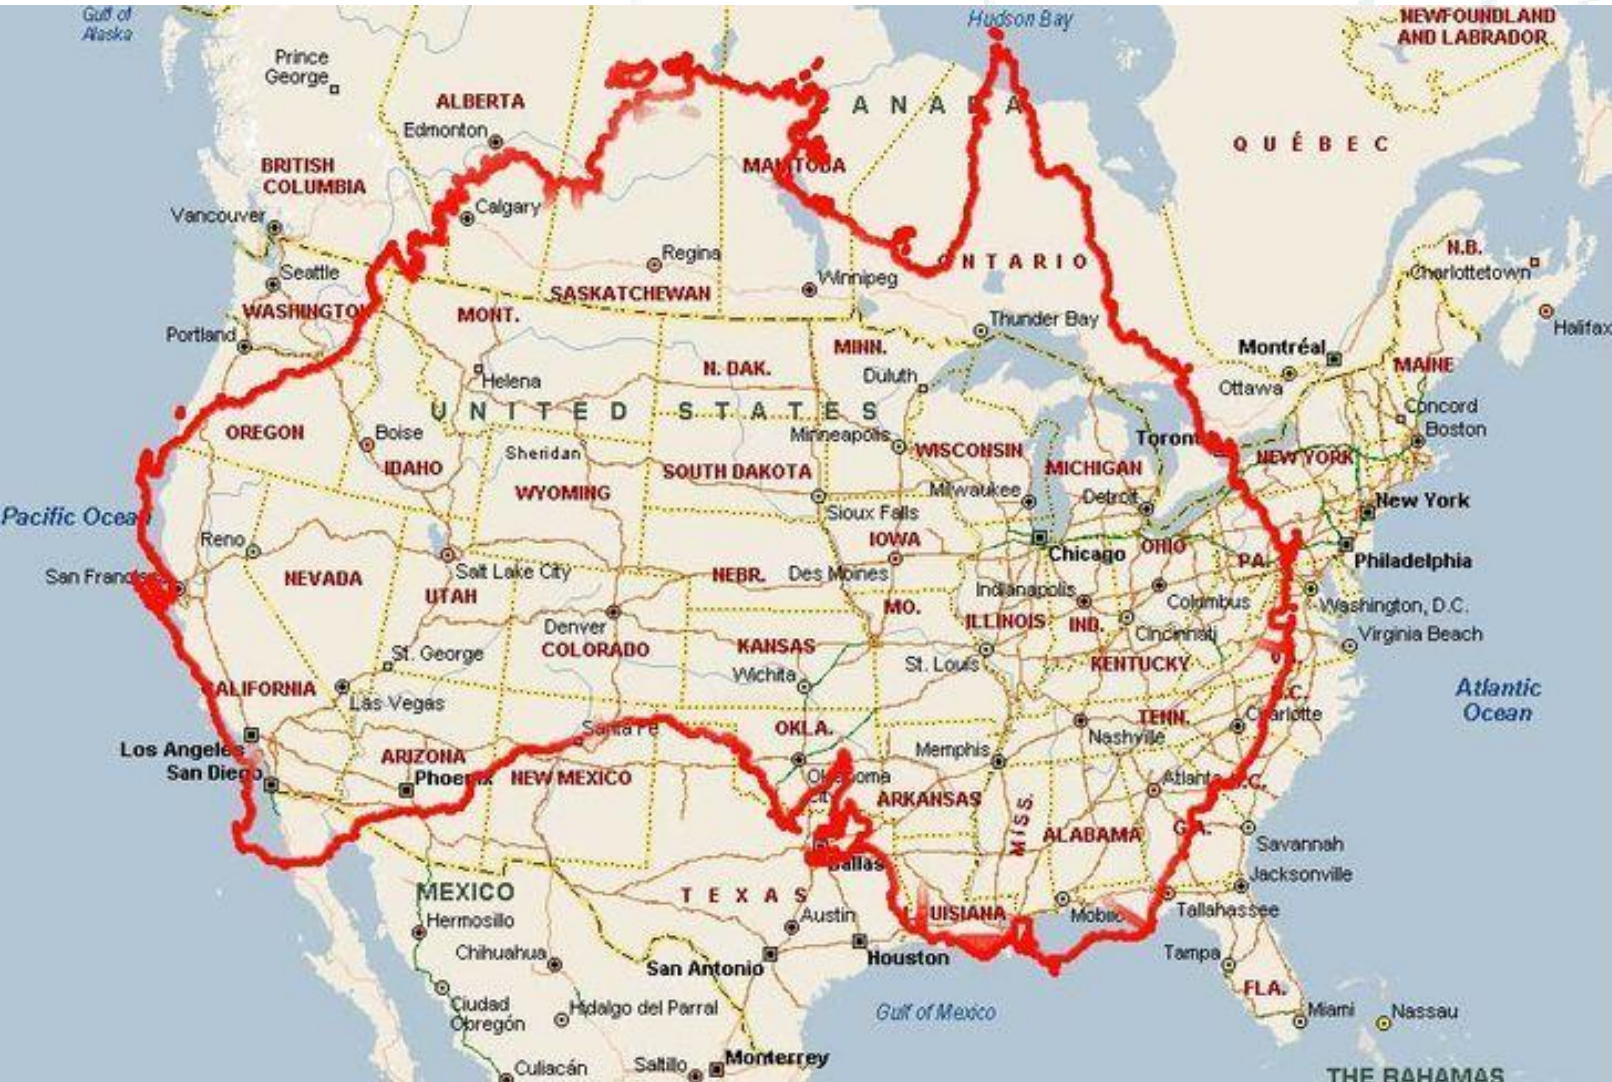 Gulf of
Alaska
Hudson Bay
NEWFOUNDLAND
AND LABRADOR
Prince
George
ALBERTA
Edmonton
CANADA
QUÉBEC
BRITISH
COLUMBIA
MANITOBA
Vancouver
Calgary
Regina
Winnipeg
ONTARIO
N.B.
Charlottetown
Seattle
SASKATCHEWAN
WASHINGTON
MONT.
Thunder Bay
Halifax
Portland
MINN.
Montréal
MAINE
Helena
N. DAK.
Duluth
Ottawa
UNITED STATES
Concord
OREGON
Boise
Minneapolis
WISCONSIN
Toronto
Boston
IDAHO
Sheridan
SOUTH DAKOTA
MICHIGAN
NEW YORK
WYOMING
Milwaukee
Detroit
New York
Pacific Ocean
Sioux Falls
Reno
IOWA
Chicago
OHIO
PA.
Philadelphia
San Francisco
NEVADA
Salt Lake City
NEBR.
Des Moines
Indianapolis
Columbus
Washington, D.C.
UTAH
MO.
ILLINOIS
IND.
Cincinnati
Denver
COLORADO
KANSAS
Virginia Beach
St. George
St. Louis
KENTUCKY
Wichita
CALIFORNIA
Las Vegas
Atlantic
Ocean
Santa Fe
OKLA.
TENN.
N.C.
Charlotte
Nashville
Los Angeles
ARIZONA
Memphis
San Diego
Phoenix
NEW MEXICO
Oklahoma
City
ARKANSAS
Atlanta
S.C.
MISS.
ALABAMA
GA.
Savannah
Dallas
Jacksonville
MEXICO
TEXAS
Hermosillo
Austin
LOUISIANA
Mobile
Tallahassee
Chihuahua
San Antonio
Houston
Tampa
FLA.
Ciudad
Obregón
Hidalgo del Parral
Gulf of Mexico
Miami
Nassau
Culiacán
Saltillo
Monterrey
THE BAHAMAS